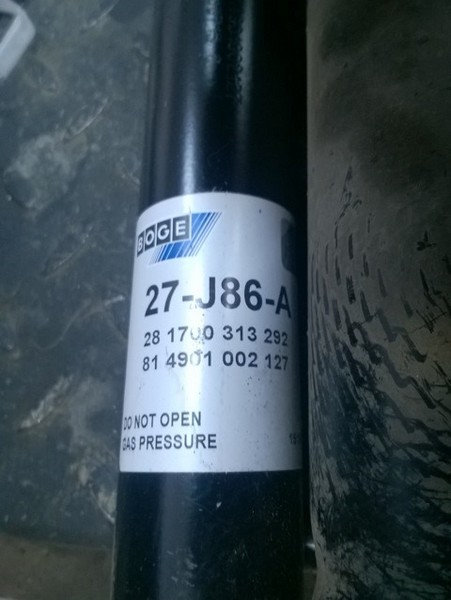 BOGE
27-J86-A
28 1700 313 292
81 4901 002 127
DO NOT OPEN
GAS PRESSURE